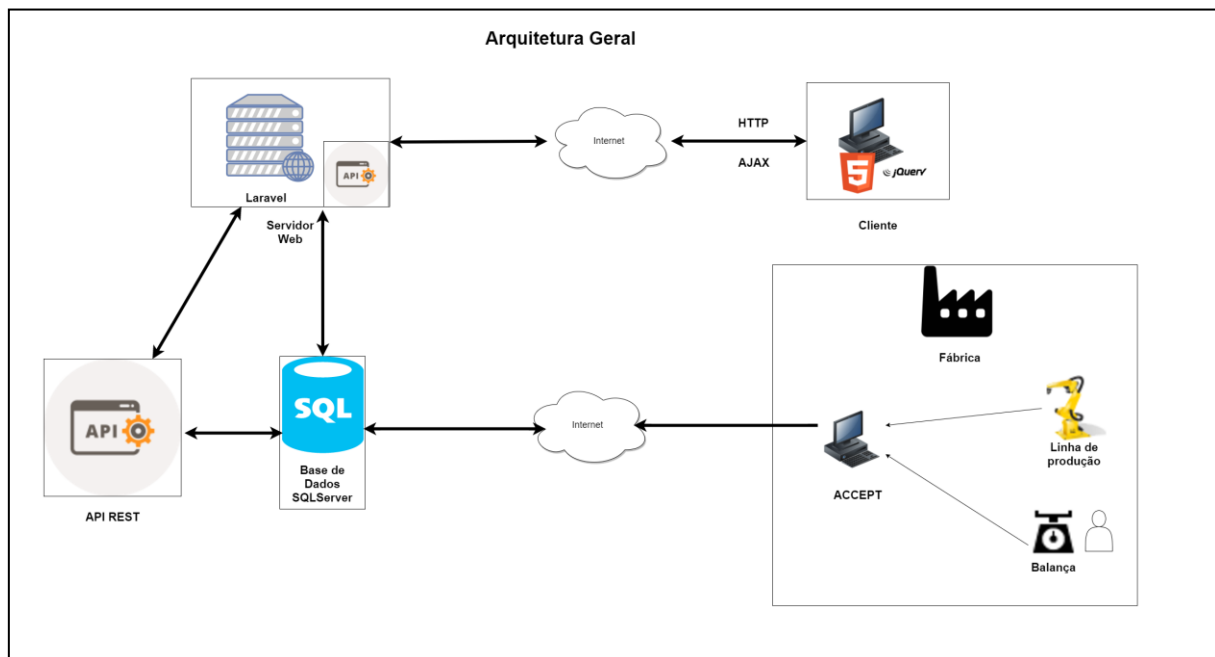 Arquitetura Geral
API
Laravel
Servidor
Web
Internet
HTTP
AJAX
5
jQuery
Cliente
API
API REST
SQL
Base de
Dados
SQLServer
Internet
Fábrica
ACCEPT
Linha de
produção
Balança